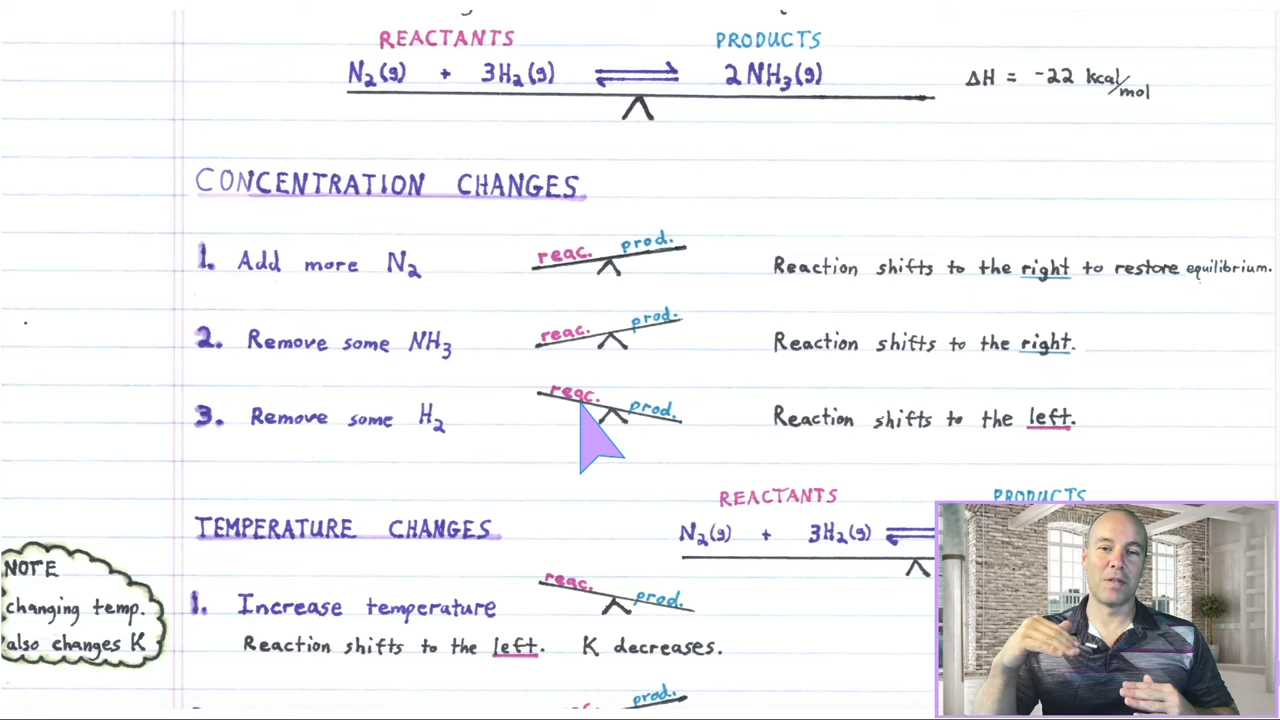 REACTANTS PRODUCTS
N₂(g) + 3H₂(g) ⇌ 2NH₃(g) ΔH = -22 kcal/mol
CONCENTRATION CHANGES
1. Add more N₂ reac. prod. Reaction shifts to the right to restore equilibrium.
2. Remove some NH₃ reac. prod. Reaction shifts to the right.
3. Remove some H₂ reac. prod. Reaction shifts to the left.
REACTANTS PRODUCTS
TEMPERATURE CHANGES N₂(g) + 3H₂(g)
NOTE
changing temp.
also changes K
1. Increase temperature reac. prod.
Reaction shifts to the left. K decreases.
prod.